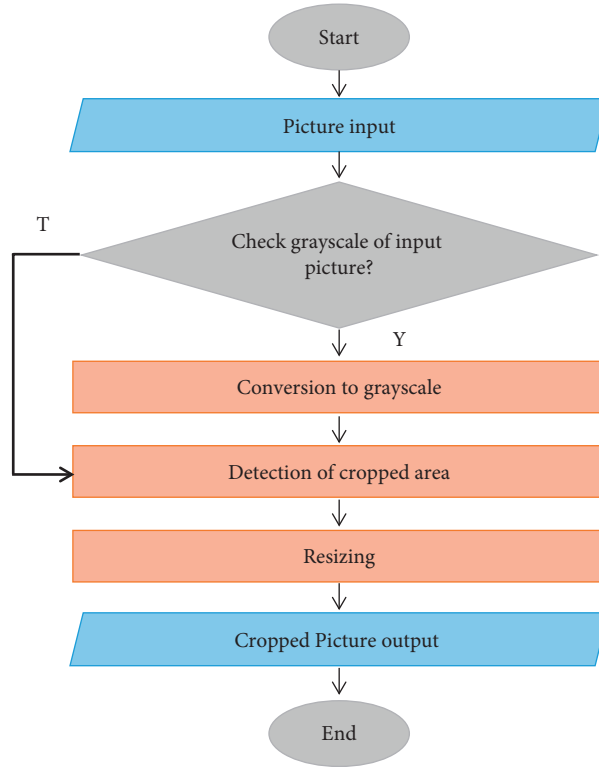 Start
Picture input
Check grayscale of input
picture?
T
Y
Conversion to grayscale
Detection of cropped area
Resizing
Cropped Picture output
End